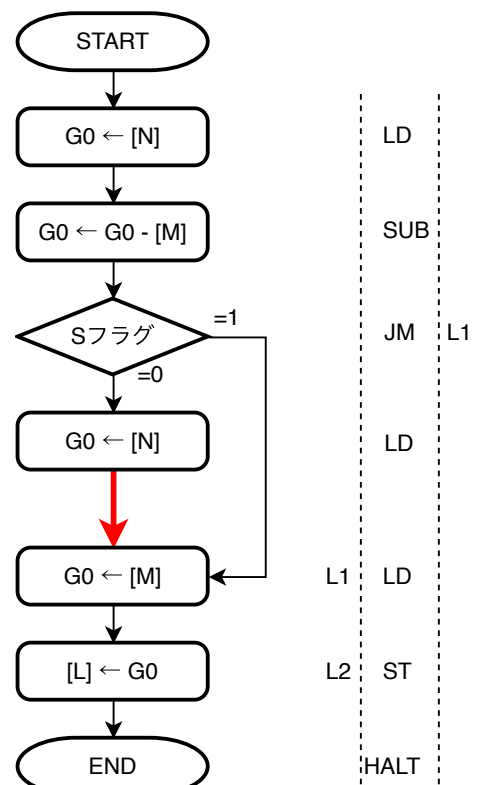 START
G0 ← [N]
LD
G0 ← G0 - [M]
SUB
Sフラグ
=1
JM
L1
=0
G0 ← [N]
LD
G0 ← [M]
L1
LD
[L] ← G0
L2
ST
END
HALT